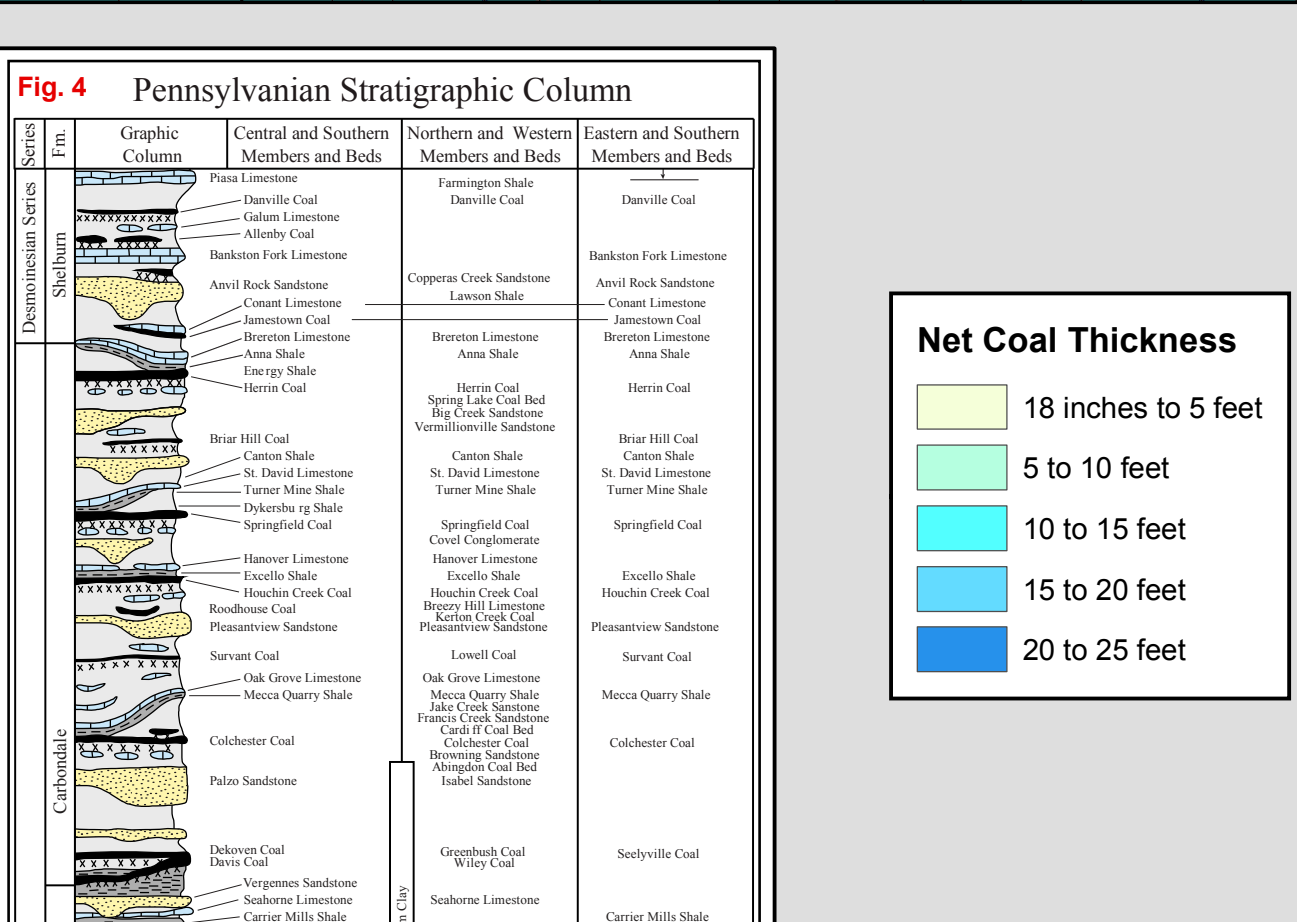 Fig. 4 Pennsylvanian Stratigraphic Column
Series
Fm.
Graphic Column
Central and Southern Members and Beds
Northern and Western Members and Beds
Eastern and Southern Members and Beds
Desmoinesian Series
Shelburn
Carbondale
Piasa Limestone
Danville Coal
Galum Limestone
Allenby Coal
Bankston Fork Limestone
Anvil Rock Sandstone
Conant Limestone
Jamestown Coal
Brereton Limestone
Anna Shale
Energy Shale
Herrin Coal
Briar Hill Coal
Canton Shale
St. David Limestone
Turner Mine Shale
Dykersbu rg Shale
Springfield Coal
Hanover Limestone
Excello Shale
Houchin Creek Coal
Roodhouse Coal
Pleasantview Sandstone
Survant Coal
Oak Grove Limestone
Mecca Quarry Shale
Colchester Coal
Palzo Sandstone
Dekoven Coal
Davis Coal
Vergennes Sandstone
Seahorne Limestone
Carrier Mills Shale
Farmington Shale
Danville Coal
Copperas Creek Sandstone
Lawson Shale
Brereton Limestone
Anna Shale
Herrin Coal
Spring Lake Coal Bed
Big Creek Sandstone
Vermillionville Sandstone
Canton Shale
St. David Limestone
Turner Mine Shale
Springfield Coal
Covel Conglomerate
Hanover Limestone
Excello Shale
Houchin Creek Coal
Breezy Hill Limestone
Kerton Creek Coal
Pleasantview Sandstone
Lowell Coal
Oak Grove Limestone
Mecca Quarry Shale
Jake Creek Sanstone
Francis Creek Sandstone
Cardi ff Coal Bed
Colchester Coal
Browning Sandstone
Abingdon Coal Bed
Isabel Sandstone
Greenbush Coal
Wiley Coal
Seahorne Limestone
Clay
Danville Coal
Bankston Fork Limestone
Anvil Rock Sandstone
Conant Limestone
Jamestown Coal
Brereton Limestone
Anna Shale
Herrin Coal
Briar Hill Coal
Canton Shale
St. David Limestone
Turner Mine Shale
Springfield Coal
Excello Shale
Houchin Creek Coal
Pleasantview Sandstone
Survant Coal
Mecca Quarry Shale
Colchester Coal
Seelyville Coal
Carrier Mills Shale
Net Coal Thickness
18 inches to 5 feet
5 to 10 feet
10 to 15 feet
15 to 20 feet
20 to 25 feet